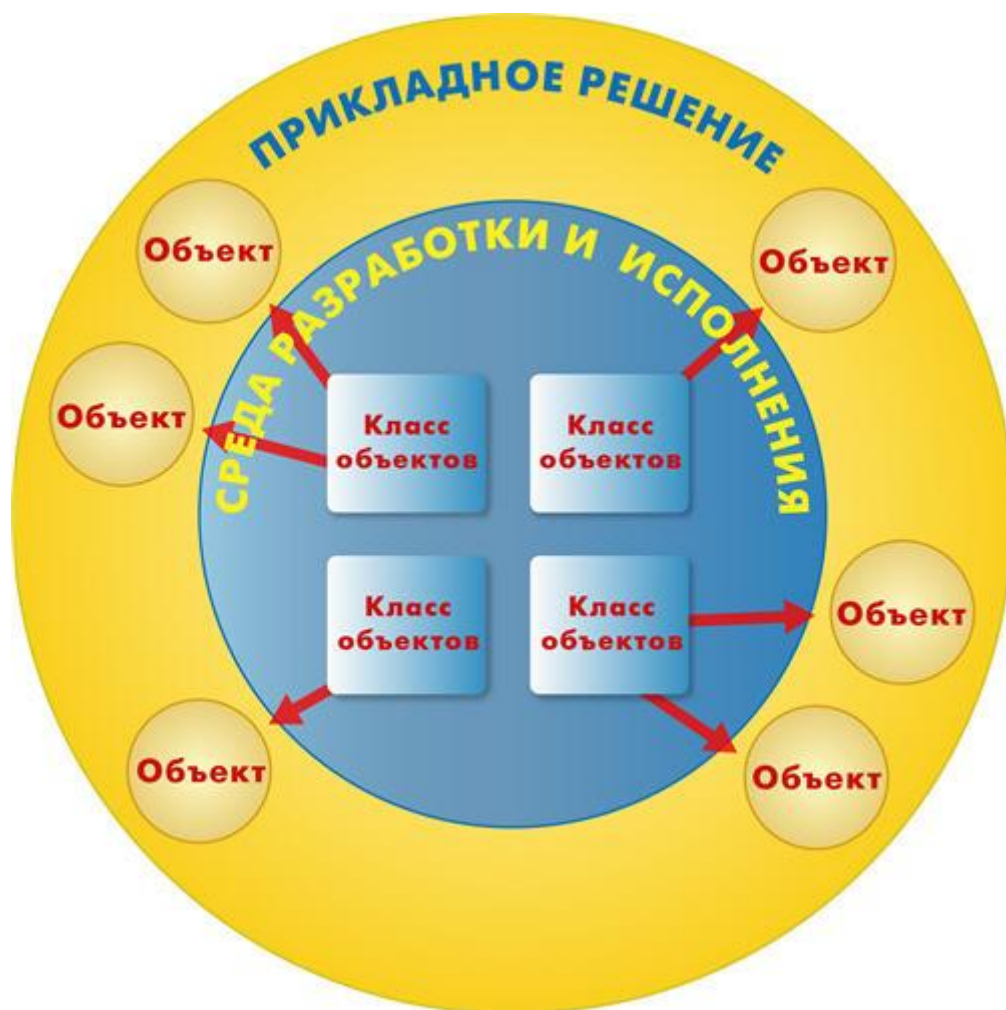 ПРИКЛАДНОЕ РЕШЕНИЕ
СРЕДА РАЗРАБОТКИ И ИСПОЛНЕНИЯ
Объект
Объект
Объект
Объект
Класс
объектов
Класс
объектов
Класс
объектов
Класс
объектов
Объект
Объект